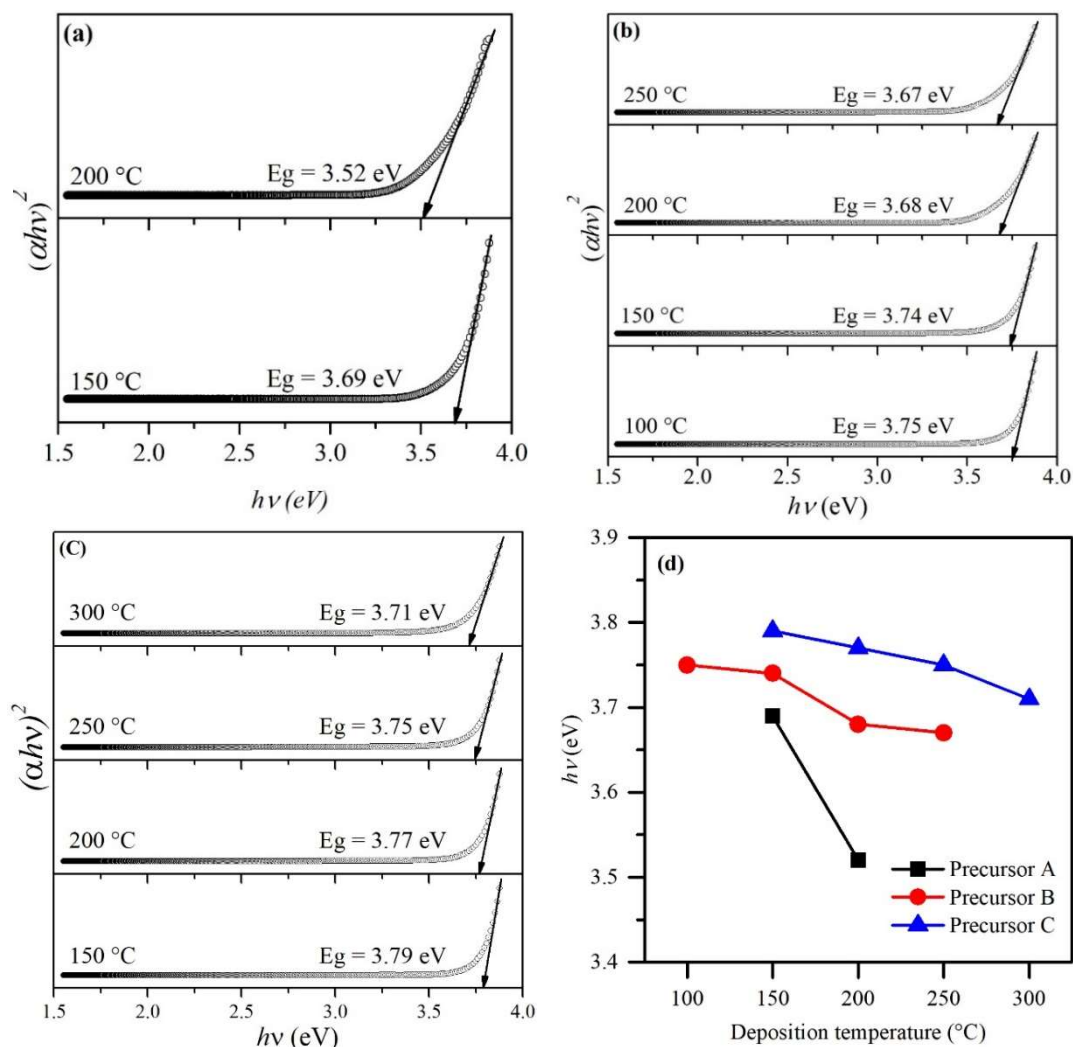 (a)
(αhν)²
200 °C
Eg = 3.52 eV
150 °C
Eg = 3.69 eV
1.5 2.0 2.5 3.0 3.5 4.0
hν (eV)
(b)
(αhν)²
250 °C
Eg = 3.67 eV
200 °C
Eg = 3.68 eV
150 °C
Eg = 3.74 eV
100 °C
Eg = 3.75 eV
1.5 2.0 2.5 3.0 3.5 4.0
hν (eV)
(C)
(αhν)²
300 °C
Eg = 3.71 eV
250 °C
Eg = 3.75 eV
200 °C
Eg = 3.77 eV
150 °C
Eg = 3.79 eV
1.5 2.0 2.5 3.0 3.5 4.0
hν (eV)
(d)
hν (eV)
3.9
3.8
3.7
3.6
3.5
3.4
Precursor A
Precursor B
Precursor C
100 150 200 250 300
Deposition temperature (°C)